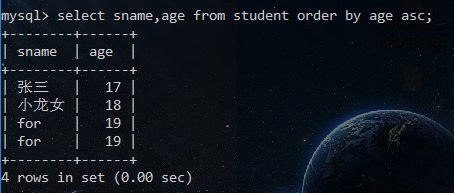 mysql> select sname,age from student order by age asc;
+--------+------+
| sname  | age  |
+--------+------+
| 张三   |   17 |
| 小龙女 |   18 |
| for    |   19 |
| for    |   19 |
+--------+------+
4 rows in set (0.00 sec)